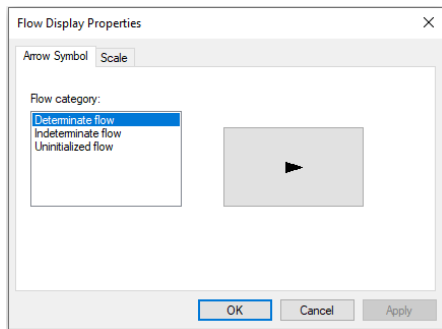 Flow Display Properties
Arrow Symbol
Scale
Flow category:
Determinate flow
Indeterminate flow
Uninitialized flow
OK
Cancel
Apply